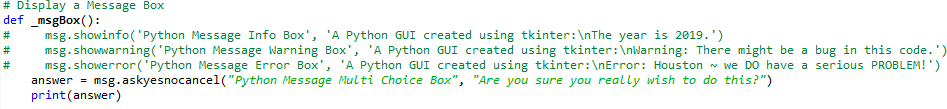 # Display a Message Box
def _msgBox():
#     msg.showinfo('Python Message Info Box', 'A Python GUI created using tkinter:\nThe year is 2019.')
#     msg.showwarning('Python Message Warning Box', 'A Python GUI created using tkinter:\nWarning: There might be a bug in this code.')
#     msg.showerror('Python Message Error Box', 'A Python GUI created using tkinter:\nError: Houston ~ we DO have a serious PROBLEM!')
    answer = msg.askyesnocancel("Python Message Multi Choice Box", "Are you sure you really wish to do this?")
    print(answer)